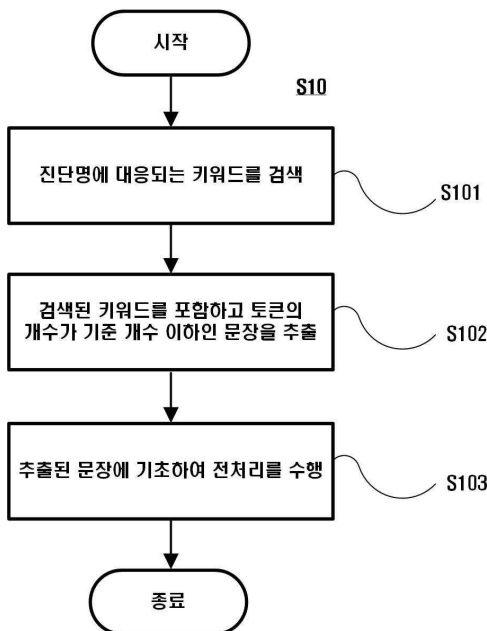 시작
S10
진단명에 대응되는 키워드를 검색
S101
검색된 키워드를 포함하고 토큰의
개수가 기준 개수 이하인 문장을 추출
S102
추출된 문장에 기초하여 전처리를 수행
S103
종료